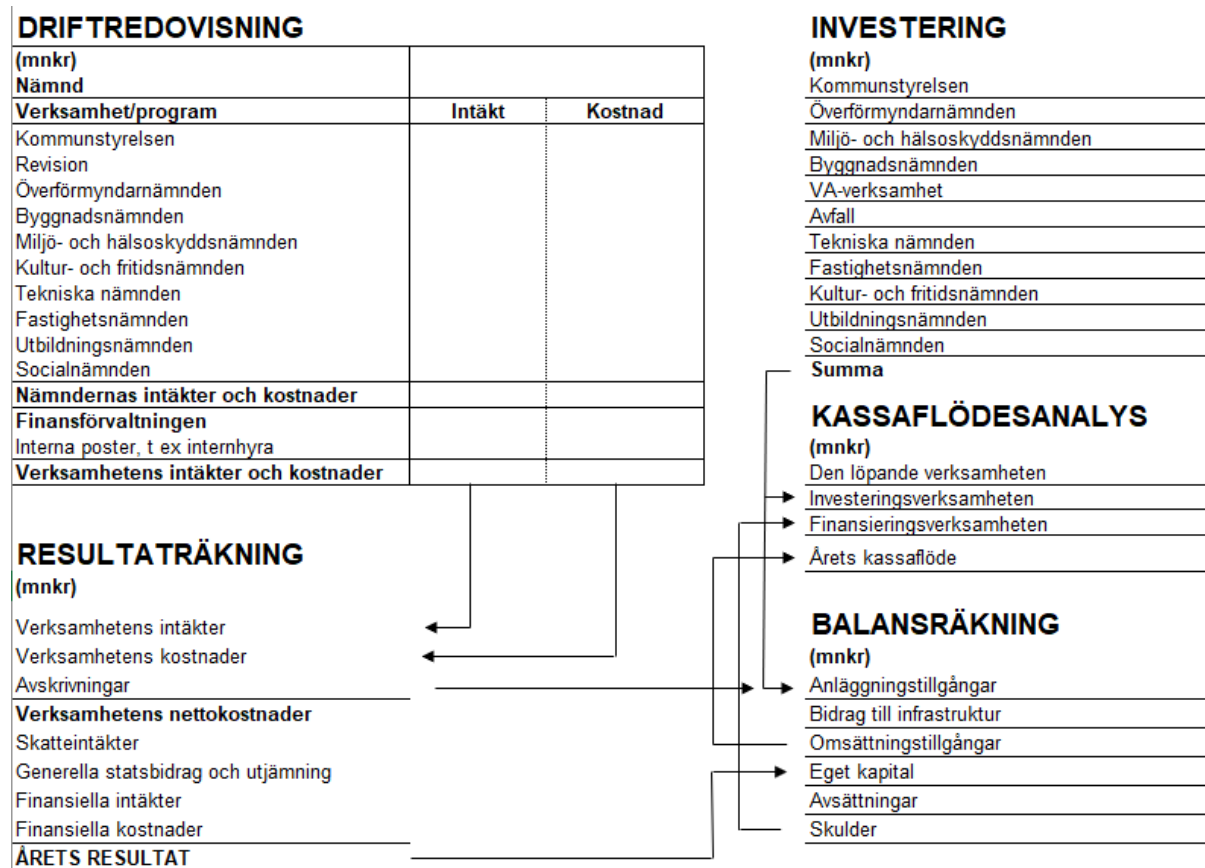 DRIFTREDOVISNING
(mnkr)
Nämnd
Verksamhet/program Intäkt Kostnad
Kommunstyrelsen
Revision
Överförmyndarnämnden
Byggnadsnämnden
Miljö- och hälsoskyddsnämnden
Kultur- och fritidsnämnden
Tekniska nämnden
Fastighetsnämnden
Utbildningsnämnden
Socialnämnden
Nämndernas intäkter och kostnader
Finansförvaltningen
Interna poster, t ex internhyra
Verksamhetens intäkter och kostnader
RESULTATRÄKNING
(mnkr)
Verksamhetens intäkter
Verksamhetens kostnader
Avskrivningar
Verksamhetens nettokostnader
Skatteintäkter
Generella statsbidrag och utjämning
Finansiella intäkter
Finansiella kostnader
ÅRETS RESULTAT
INVESTERING
(mnkr)
Kommunstyrelsen
Överförmyndarnämnden
Miljö- och hälsoskyddsnämnden
Byggnadsnämnden
VA-verksamhet
Avfall
Tekniska nämnden
Fastighetsnämnden
Kultur- och fritidsnämnden
Utbildningsnämnden
Socialnämnden
Summa
KASSAFLÖDESANALYS
(mnkr)
Den löpande verksamheten
Investeringsverksamheten
Finansieringsverksamheten
Årets kassaflöde
BALANSRÄKNING
(mnkr)
Anläggningstillgångar
Bidrag till infrastruktur
Omsättningstillgångar
Eget kapital
Avsättningar
Skulder